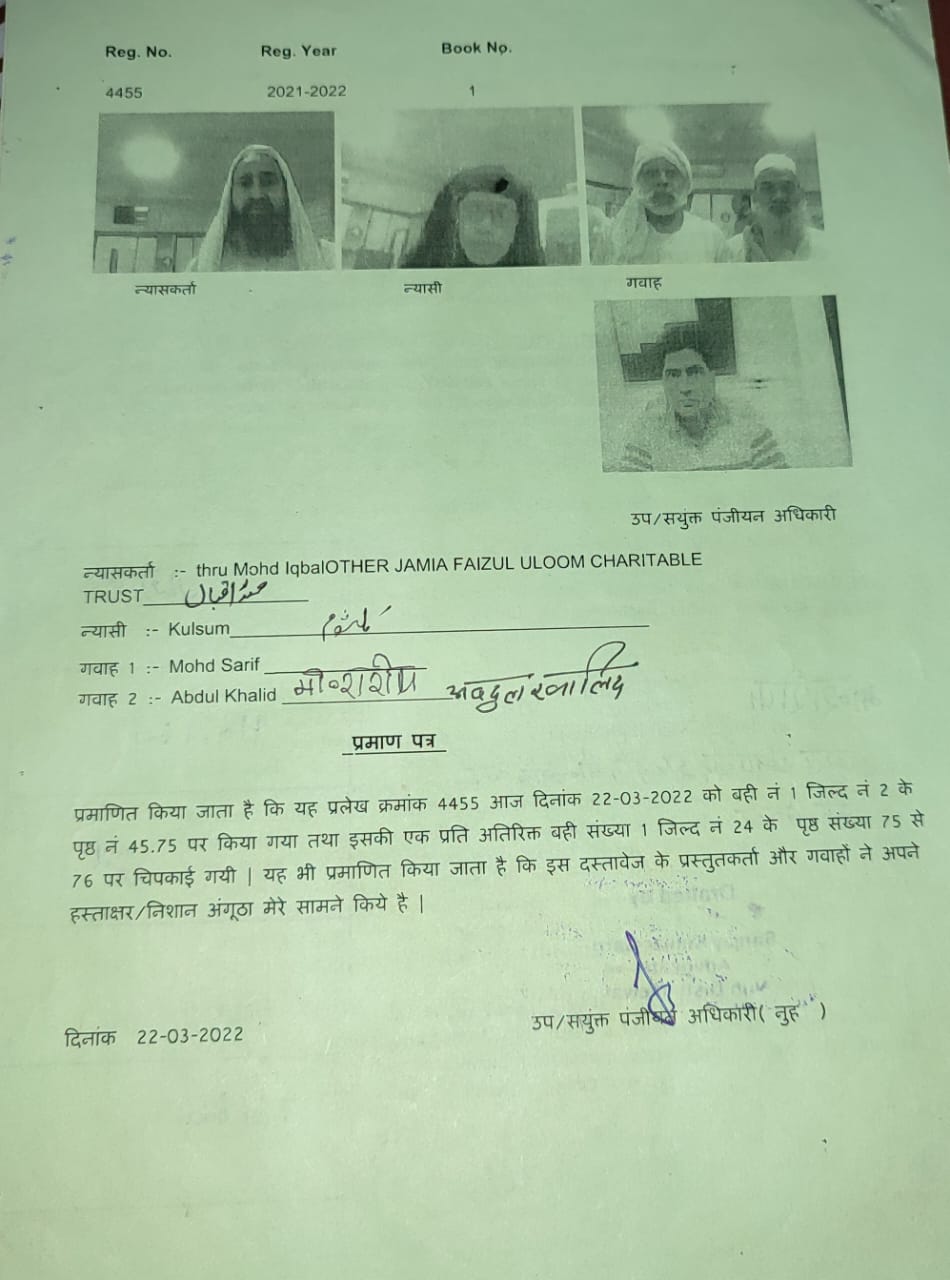 Reg. No. Reg. Year Book No.
4455 2021-2022 1
न्यासकर्ता न्यासी गवाह
उप/सयुंक्त पंजीयन अधिकारी
न्यासकर्ता :- thru Mohd IqbalOTHER JAMIA FAIZUL ULOOM CHARITABLE
TRUST محمد اقبال
न्यासी :- Kulsum کلثوم
गवाह 1 :- Mohd Sarif
गवाह 2 :- Abdul Khalid मौ० शरीफ अबदुल खालिद
प्रमाण पत्र
प्रमाणित किया जाता है कि यह प्रलेख क्रमांक 4455 आज दिनांक 22-03-2022 को बही नं 1 जिल्द नं 2 के
पृष्ठ नं 45.75 पर किया गया तथा इसकी एक प्रति अतिरिक्त बही संख्या 1 जिल्द नं 24 के पृष्ठ संख्या 75 से
76 पर चिपकाई गयी | यह भी प्रमाणित किया जाता है कि इस दस्तावेज के प्रस्तुतकर्ता और गवाहों ने अपने
हस्ताक्षर/निशान अंगूठा मेरे सामने किये है |
उप/सयुंक्त पंजीयन अधिकारी( नुह )
दिनांक 22-03-2022